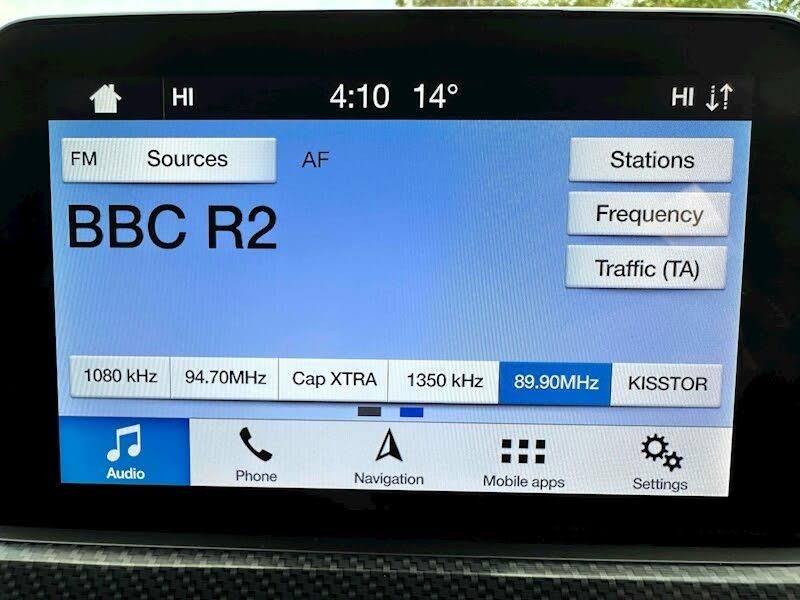 HI 4:10 14° HI
FM Sources AF Stations
BBC R2
Frequency
Traffic (TA)
1080 kHz 94.70MHz Cap XTRA 1350 kHz 89.90MHz KISSTOR
Audio Phone Navigation Mobile apps Settings